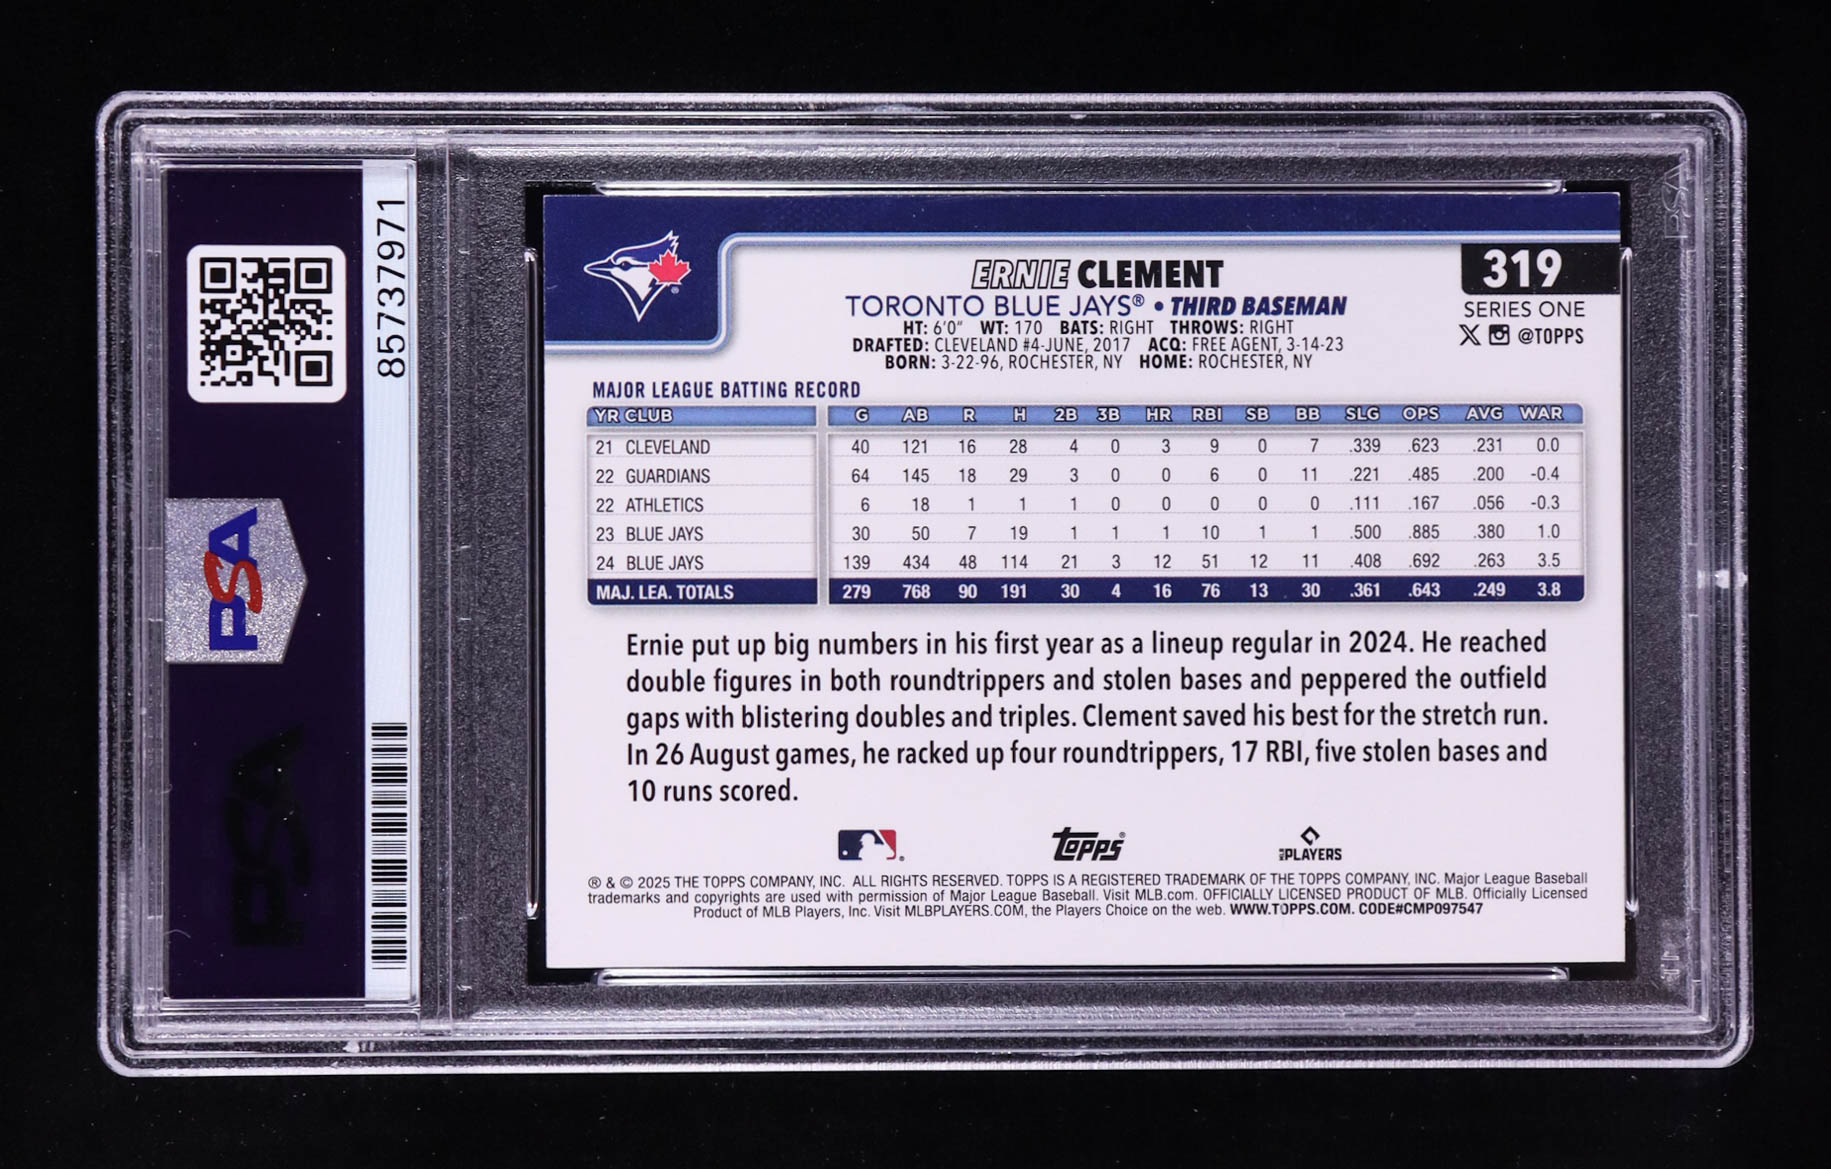 85737971
PSA
PSA
ERNIE CLEMENT
319
TORONTO BLUE JAYS® • THIRD BASEMAN
SERIES ONE
HT: 6'0" WT: 170 BATS: RIGHT THROWS: RIGHT
@TOPPS
DRAFTED: CLEVELAND #4-JUNE, 2017 ACQ: FREE AGENT, 3-14-23
BORN: 3-22-96, ROCHESTER, NY HOME: ROCHESTER, NY
MAJOR LEAGUE BATTING RECORD
YR CLUB G AB R H 2B 3B HR RBI SB BB SLG OPS AVG WAR
21 CLEVELAND 40 121 16 28 4 0 3 9 0 7 .339 .623 .231 0.0
22 GUARDIANS 64 145 18 29 3 0 0 6 0 11 .221 .485 .200 -0.4
22 ATHLETICS 6 18 1 1 1 0 0 0 0 0 .111 .167 .056 -0.3
23 BLUE JAYS 30 50 7 19 1 1 1 10 1 1 .500 .885 .380 1.0
24 BLUE JAYS 139 434 48 114 21 3 12 51 12 11 .408 .692 .263 3.5
MAJ. LEA. TOTALS 279 768 90 191 30 4 16 76 13 30 .361 .643 .249 3.8
Ernie put up big numbers in his first year as a lineup regular in 2024. He reached
double figures in both roundtrippers and stolen bases and peppered the outfield
gaps with blistering doubles and triples. Clement saved his best for the stretch run.
In 26 August games, he racked up four roundtrippers, 17 RBI, five stolen bases and
10 runs scored.
Topps®
MLB PLAYERS
® & © 2025 THE TOPPS COMPANY, INC. ALL RIGHTS RESERVED. TOPPS IS A REGISTERED TRADEMARK OF THE TOPPS COMPANY, INC. Major League Baseball
trademarks and copyrights are used with permission of Major League Baseball. Visit MLB.com. OFFICIALLY LICENSED PRODUCT OF MLB. Officially Licensed
Product of MLB Players, Inc. Visit MLBPLAYERS.COM, the Players Choice on the web. WWW.TOPPS.COM. CODE#CMP097547
PSA